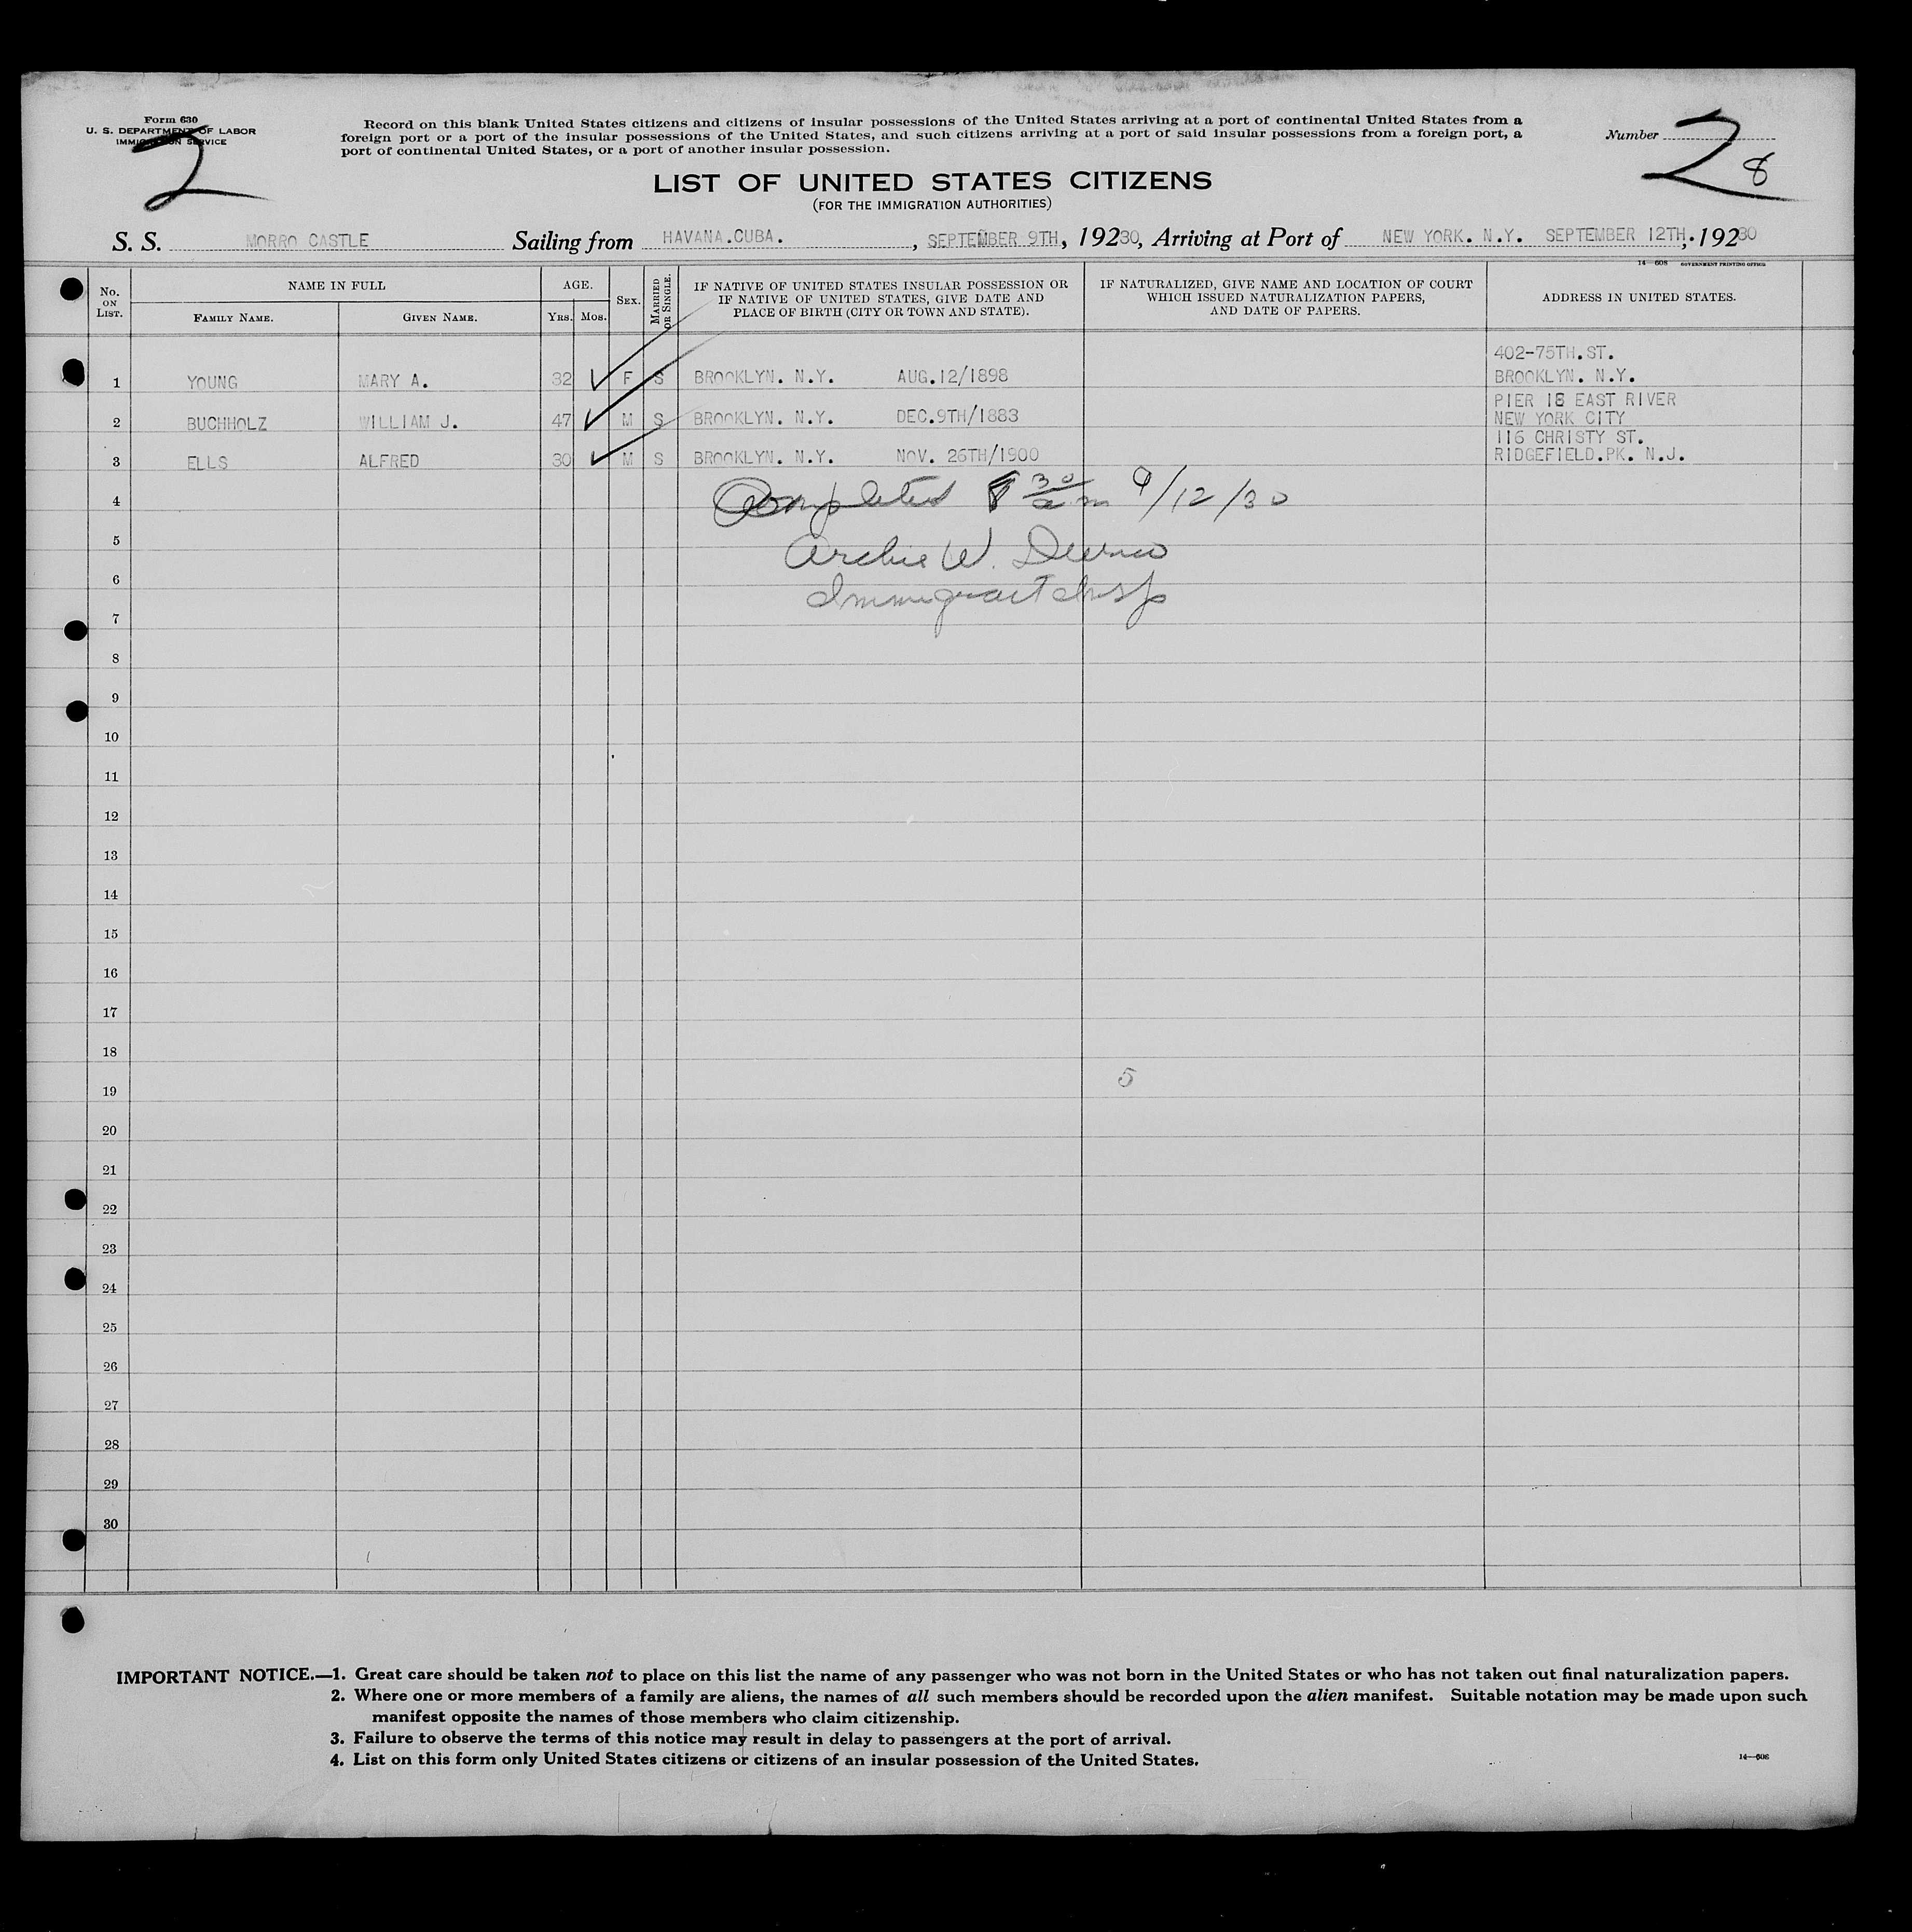 Form 630
U. S. DEPARTMENT OF LABOR
IMMIGRATION SERVICE
2
Record on this blank United States citizens and citizens of insular possessions of the United States arriving at a port of continental United States from a
foreign port or a port of the insular possessions of the United States, and such citizens arriving at a port of said insular possessions from a foreign port, a
port of continental United States, or a port of another insular possession.
Number 2 8
LIST OF UNITED STATES CITIZENS
(FOR THE IMMIGRATION AUTHORITIES)
S. S. MORRO CASTLE Sailing from HAVANA.CUBA. , SEPTEMBER 9TH, 19230, Arriving at Port of NEW YORK. N.Y. SEPTEMBER 12TH,.19230
14—608 GOVERNMENT PRINTING OFFICE
No. ON LIST. NAME IN FULL AGE. SEX. MARRIED OR SINGLE. IF NATIVE OF UNITED STATES INSULAR POSSESSION OR IF NATIVE OF UNITED STATES, GIVE DATE AND PLACE OF BIRTH (CITY OR TOWN AND STATE). IF NATURALIZED, GIVE NAME AND LOCATION OF COURT WHICH ISSUED NATURALIZATION PAPERS, AND DATE OF PAPERS. ADDRESS IN UNITED STATES.
FAMILY NAME. GIVEN NAME. YRS. MOS.
402-75TH.ST.
1 YOUNG MARY A. 32 F S BROOKLYN. N.Y. AUG.12/1898 BROOKLYN. N.Y.
PIER 16 EAST RIVER
2 BUCHHOLZ WILLIAM J. 47 M S BROOKLYN. N.Y. DEC.9TH/1883 NEW YORK CITY
116 CHRISTY ST.
3 ELLS ALFRED 30 M S BROOKLYN. N.Y. NOV. 26TH/1900 RIDGEFIELD.PK. N.J.
4 Completed 8 30 am 9/12/30
5 Archie W.
6 Immigrant Insp
7
8
9
10
11
12
13
14
15
16
17
18
5
19
20
21
22
23
24
25
26
27
28
29
30
IMPORTANT NOTICE.—1. Great care should be taken not to place on this list the name of any passenger who was not born in the United States or who has not taken out final naturalization papers.
2. Where one or more members of a family are aliens, the names of all such members should be recorded upon the alien manifest. Suitable notation may be made upon such
manifest opposite the names of those members who claim citizenship.
3. Failure to observe the terms of this notice may result in delay to passengers at the port of arrival.
4. List on this form only United States citizens or citizens of an insular possession of the United States.
14—608